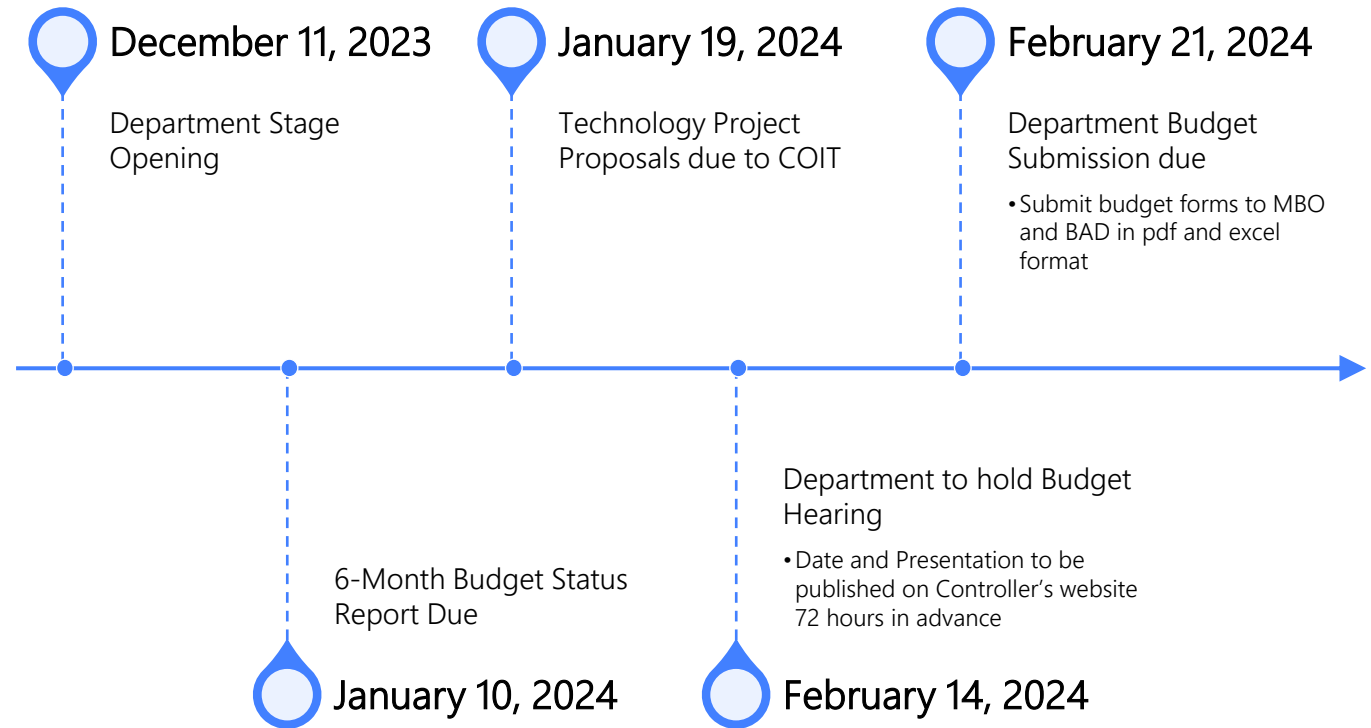 December 11, 2023
Department Stage
Opening
January 19, 2024
Technology Project
Proposals due to COIT
February 21, 2024
Department Budget
Submission due
•Submit budget forms to MBO
and BAD in pdf and excel
format
6-Month Budget Status
Report Due
January 10, 2024
Department to hold Budget
Hearing
•Date and Presentation to be
published on Controller’s website
72 hours in advance
February 14, 2024